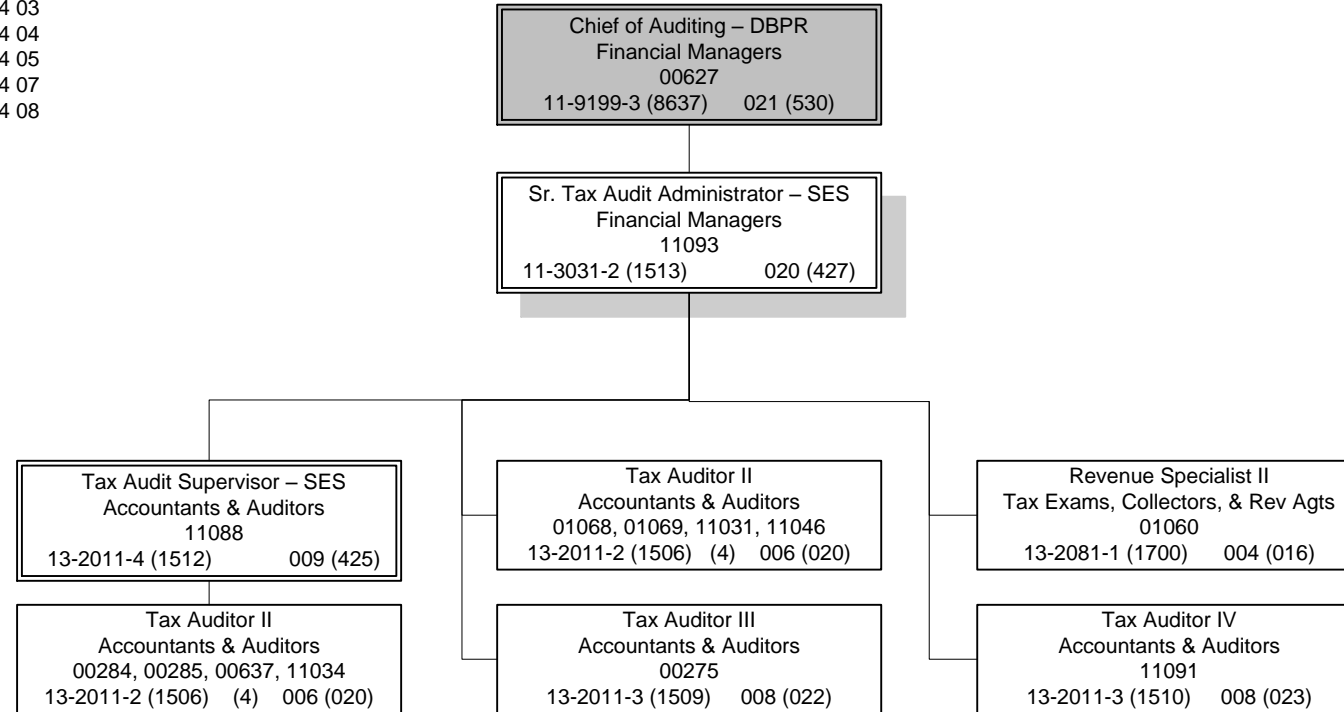 4 03
4 04
4 05
4 07
4 08
Chief of Auditing – DBPR
Financial Managers
00627
11-9199-3 (8637) 021 (530)
Sr. Tax Audit Administrator – SES
Financial Managers
11093
11-3031-2 (1513) 020 (427)
Tax Audit Supervisor – SES
Accountants & Auditors
11088
13-2011-4 (1512) 009 (425)
Tax Auditor II
Accountants & Auditors
00284, 00285, 00637, 11034
13-2011-2 (1506) (4) 006 (020)
Tax Auditor II
Accountants & Auditors
01068, 01069, 11031, 11046
13-2011-2 (1506) (4) 006 (020)
Tax Auditor III
Accountants & Auditors
00275
13-2011-3 (1509) 008 (022)
Revenue Specialist II
Tax Exams, Collectors, & Rev Agts
01060
13-2081-1 (1700) 004 (016)
Tax Auditor IV
Accountants & Auditors
11091
13-2011-3 (1510) 008 (023)